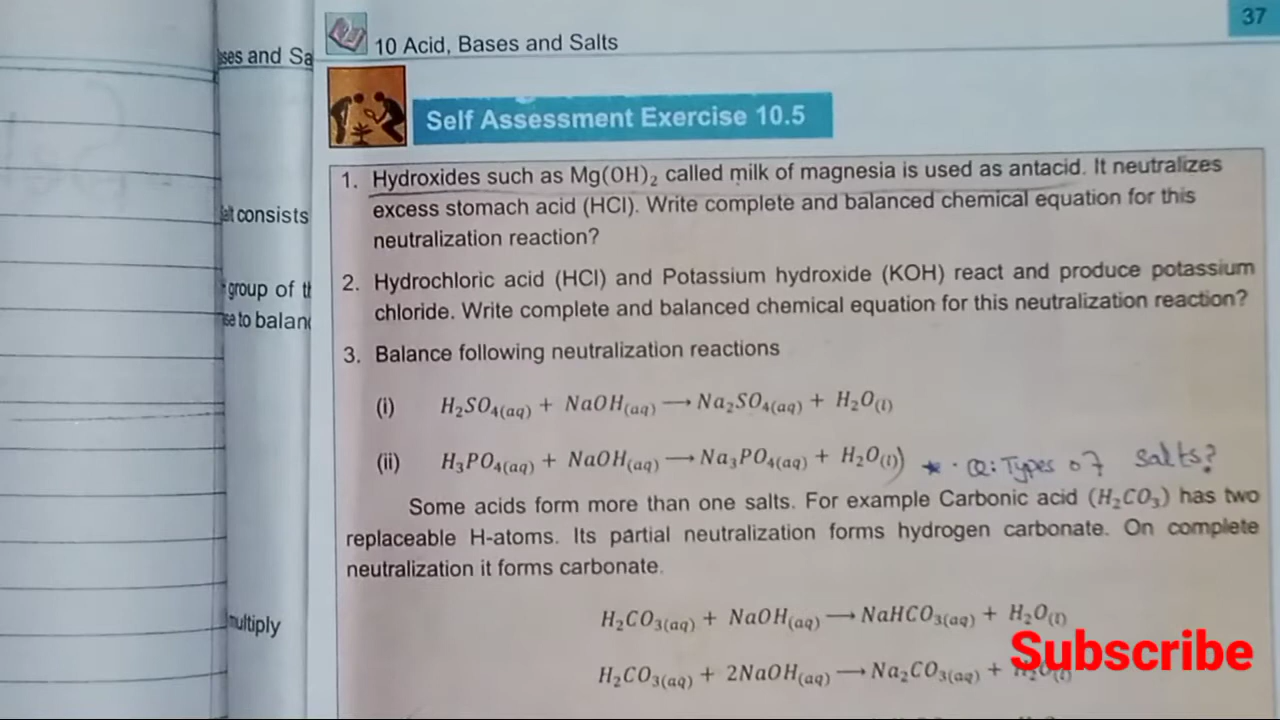 37
10 Acid, Bases and Salts
ses and Sa
Self Assessment Exercise 10.5
1. Hydroxides such as Mg(OH)₂ called milk of magnesia is used as antacid. It neutralizes
excess stomach acid (HCl). Write complete and balanced chemical equation for this
neutralization reaction?
consists
2. Hydrochloric acid (HCl) and Potassium hydroxide (KOH) react and produce potassium
chloride. Write complete and balanced chemical equation for this neutralization reaction?
group of
to balan
3. Balance following neutralization reactions
(i) H₂SO₄(aq) + NaOH(aq) ⟶ Na₂SO₄(aq) + H₂O(l)
(ii) H₃PO₄(aq) + NaOH(aq) ⟶ Na₃PO₄(aq) + H₂O(l)
Q: Types of Salts?
Some acids form more than one salts. For example Carbonic acid (H₂CO₃) has two
replaceable H-atoms. Its partial neutralization forms hydrogen carbonate. On complete
neutralization it forms carbonate.
H₂CO₃(aq) + NaOH(aq) ⟶ NaHCO₃(aq) + H₂O(l)
multiply
Subscribe
H₂CO₃(aq) + 2NaOH(aq) ⟶ Na₂CO₃(aq) + H₂O(l)